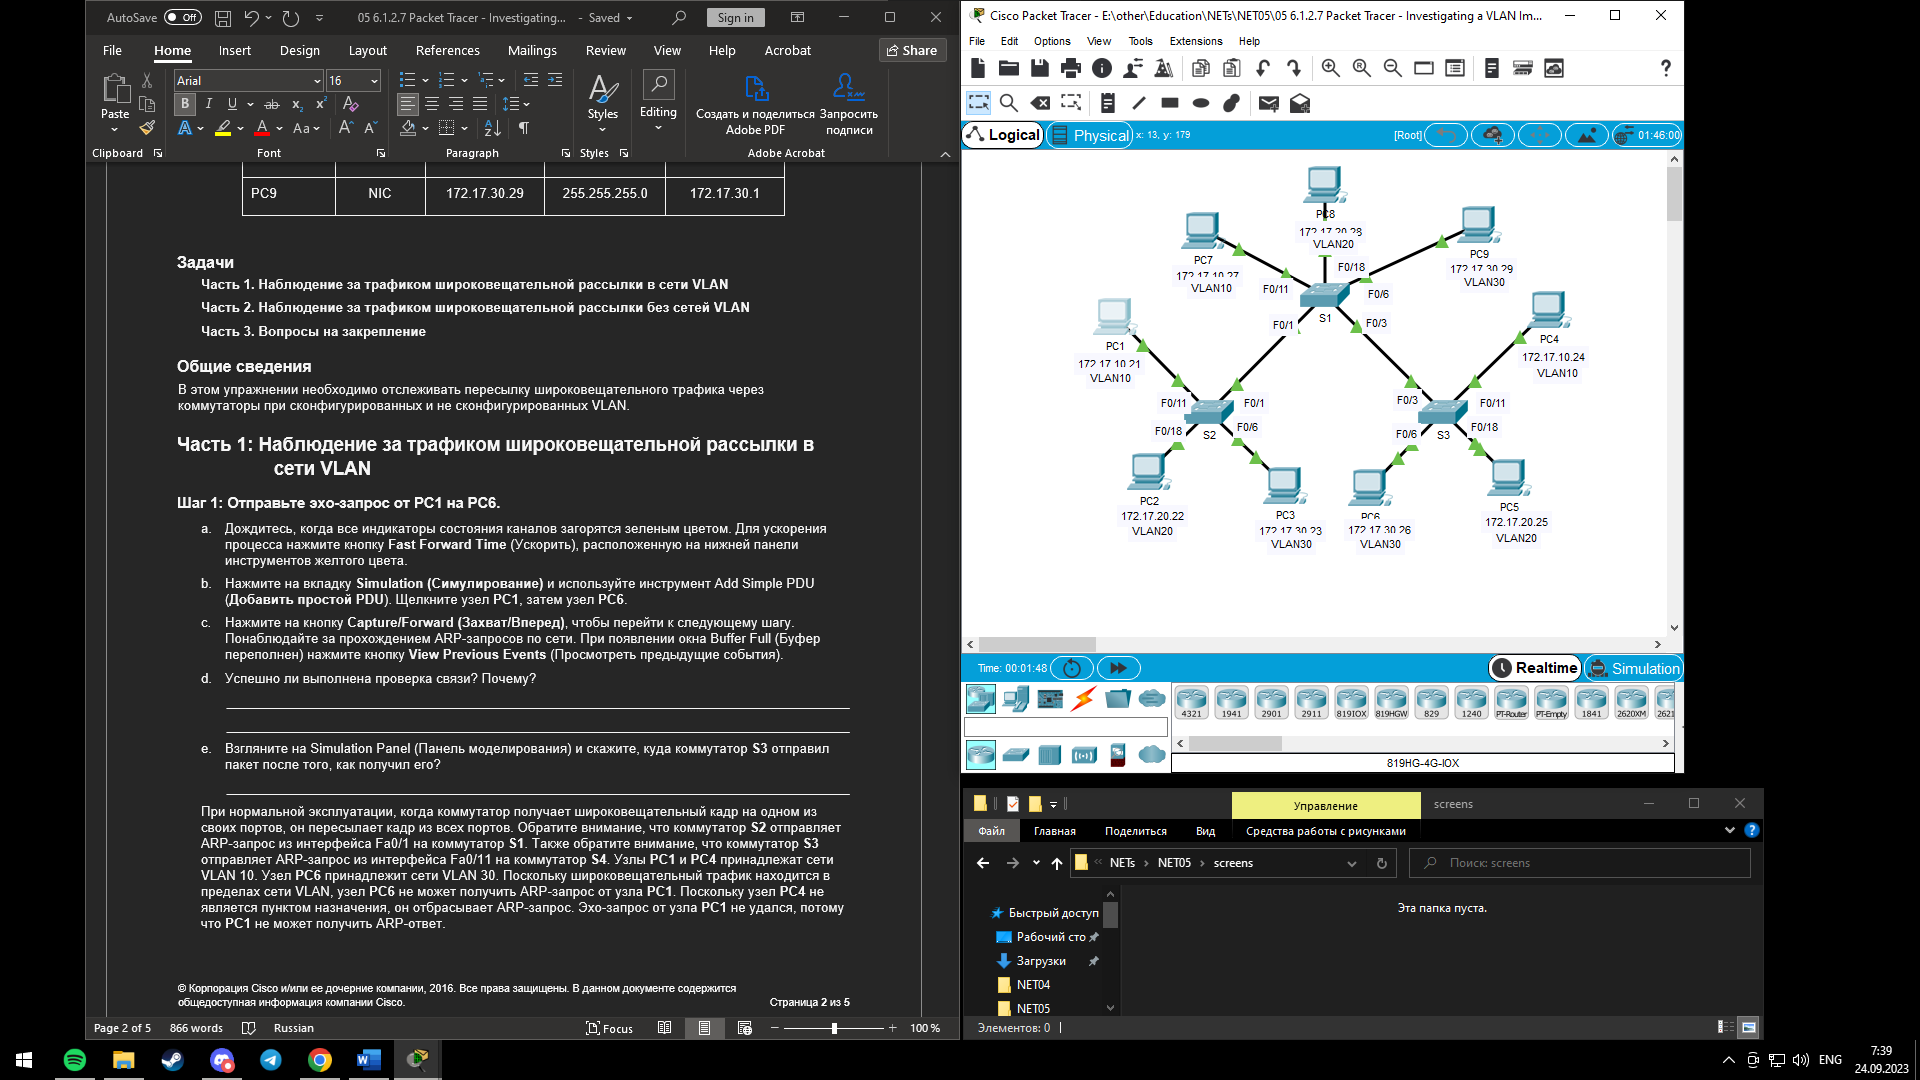 AutoSave Off 05 6.1.2.7 Packet Tracer - Investigating... - Saved Sign in
File Home Insert Design Layout References Mailings Review View Help Acrobat Share
Paste
Arial 16
Styles
Editing
Создать и поделиться Adobe PDF
Запросить подписи
Clipboard Font Paragraph Styles Adobe Acrobat
PC9 NIC 172.17.30.29 255.255.255.0 172.17.30.1
Задачи
Часть 1. Наблюдение за трафиком широковещательной рассылки в сети VLAN
Часть 2. Наблюдение за трафиком широковещательной рассылки без сетей VLAN
Часть 3. Вопросы на закрепление
Общие сведения
В этом упражнении необходимо отслеживать пересылку широковещательного трафика через
коммутаторы при сконфигурированных и не сконфигурированных VLAN.
Часть 1: Наблюдение за трафиком широковещательной рассылки в
сети VLAN
Шаг 1: Отправьте эхо-запрос от PC1 на PC6.
a. Дождитесь, когда все индикаторы состояния каналов загорятся зеленым цветом. Для ускорения
процесса нажмите кнопку Fast Forward Time (Ускорить), расположенную на нижней панели
инструментов желтого цвета.
b. Нажмите на вкладку Simulation (Симулирование) и используйте инструмент Add Simple PDU
(Добавить простой PDU). Щелкните узел PC1, затем узел PC6.
c. Нажмите на кнопку Capture/Forward (Захват/Вперед), чтобы перейти к следующему шагу.
Понаблюдайте за прохождением ARP-запросов по сети. При появлении окна Buffer Full (Буфер
переполнен) нажмите кнопку View Previous Events (Просмотреть предыдущие события).
d. Успешно ли выполнена проверка связи? Почему?
e. Взгляните на Simulation Panel (Панель моделирования) и скажите, куда коммутатор S3 отправил
пакет после того, как получил его?
При нормальной эксплуатации, когда коммутатор получает широковещательный кадр на одном из
своих портов, он пересылает кадр из всех портов. Обратите внимание, что коммутатор S2 отправляет
ARP-запрос из интерфейса Fa0/1 на коммутатор S1. Также обратите внимание, что коммутатор S3
отправляет ARP-запрос из интерфейса Fa0/11 на коммутатор S4. Узлы PC1 и PC4 принадлежат сети
VLAN 10. Узел PC6 принадлежит сети VLAN 30. Поскольку широковещательный трафик находится в
пределах сети VLAN, узел PC6 не может получить ARP-запрос от узла PC1. Поскольку узел PC4 не
является пунктом назначения, он отбрасывает ARP-запрос. Эхо-запрос от узла PC1 не удался, потому
что PC1 не может получить ARP-ответ.
© Корпорация Cisco и/или ее дочерние компании, 2016. Все права защищены. В данном документе содержится
общедоступная информация компании Cisco. Страница 2 из 5
Page 2 of 5 866 words Russian Focus 100 %
Cisco Packet Tracer - E:\other\Education\NETs\NET05\05 6.1.2.7 Packet Tracer - Investigating a VLAN Im...
File Edit Options View Tools Extensions Help
Logical Physical x: 13, y: 179 [Root] 01:46:00
PC8
172.17.20.28
VLAN20
PC7
172.17.10.27
VLAN10
PC9
172.17.30.29
VLAN30
F0/18
F0/11
F0/6
S1
F0/1
F0/3
PC1
172.17.10.21
VLAN10
PC4
172.17.10.24
VLAN10
F0/11
F0/1
F0/3
F0/11
F0/18
F0/6
S2
F0/6
F0/18
S3
PC2
172.17.20.22
VLAN20
PC3
172.17.30.23
VLAN30
PC6
172.17.30.26
VLAN30
PC5
172.17.20.25
VLAN20
Time: 00:01:48 Realtime Simulation
4321 1941 2901 2911 819IOX 819HGW 829 1240 PT-Router PT-Empty 1841 2620XM 2621
819HG-4G-IOX
Управление screens
Файл Главная Поделиться Вид Средства работы с рисунками
NETs NET05 screens Поиск: screens
Быстрый доступ
Рабочий сто
Загрузки
NET04
NET05
Эта папка пуста.
Элементов: 0
ENG
7:39
24.09.2023